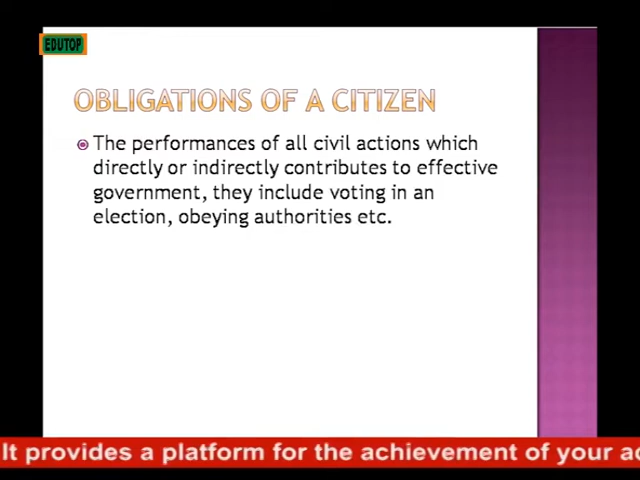 EDUTOP
OBLIGATIONS OF A CITIZEN
The performances of all civil actions which
directly or indirectly contributes to effective
government, they include voting in an
election, obeying authorities etc.
It provides a platform for the achievement of your